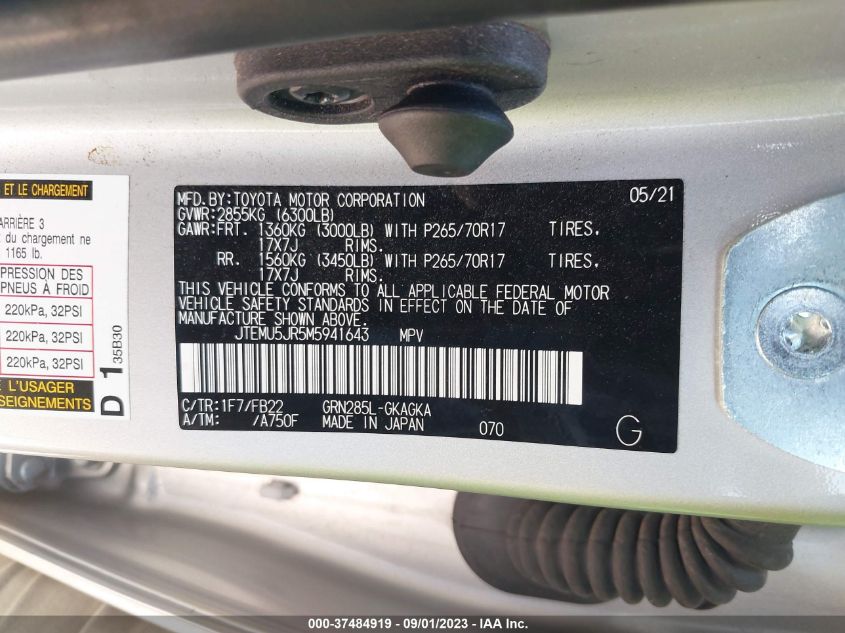 ET LE CHARGEMENT
ARRIÈRE 3
du chargement ne
1165 lb.
PRESSION DES
PNEUS À FROID
220kPa, 32PSI
220kPa, 32PSI
220kPa, 32PSI
L'USAGER
D 1 35B30
MFD.BY:TOYOTA MOTOR CORPORATION 05/21
GVWR:2855KG (6300LB)
GAWR:FRT. 1360KG (3000LB) WITH P265/70R17 TIRES.
17X7J RIMS.
RR. 1560KG (3450LB) WITH P265/70R17 TIRES.
17X7J RIMS.
THIS VEHICLE CONFORMS TO ALL APPLICABLE FEDERAL MOTOR
VEHICLE SAFETY STANDARDS IN EFFECT ON THE DATE OF
MANUFACTURE SHOWN ABOVE.
JTEMU5JR5M5941643 MPV
C/TR:1F7/FB22 GRN285L-GKAGKA
A/TM: /A750F MADE IN JAPAN 070 G
000-37484919 - 09/01/2023 - IAA Inc.